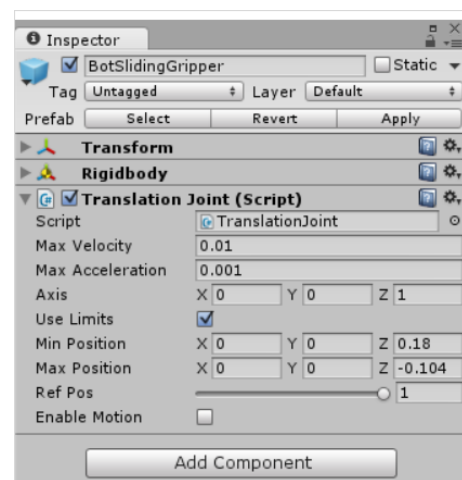 Inspector
BotSlidingGripper Static
Tag Untagged Layer Default
Prefab Select Revert Apply
Transform
Rigidbody
Translation Joint (Script)
Script TranslationJoint
Max Velocity 0.01
Max Acceleration 0.001
Axis X 0 Y 0 Z 1
Use Limits
Min Position X 0 Y 0 Z 0.18
Max Position X 0 Y 0 Z -0.104
Ref Pos 1
Enable Motion
Add Component